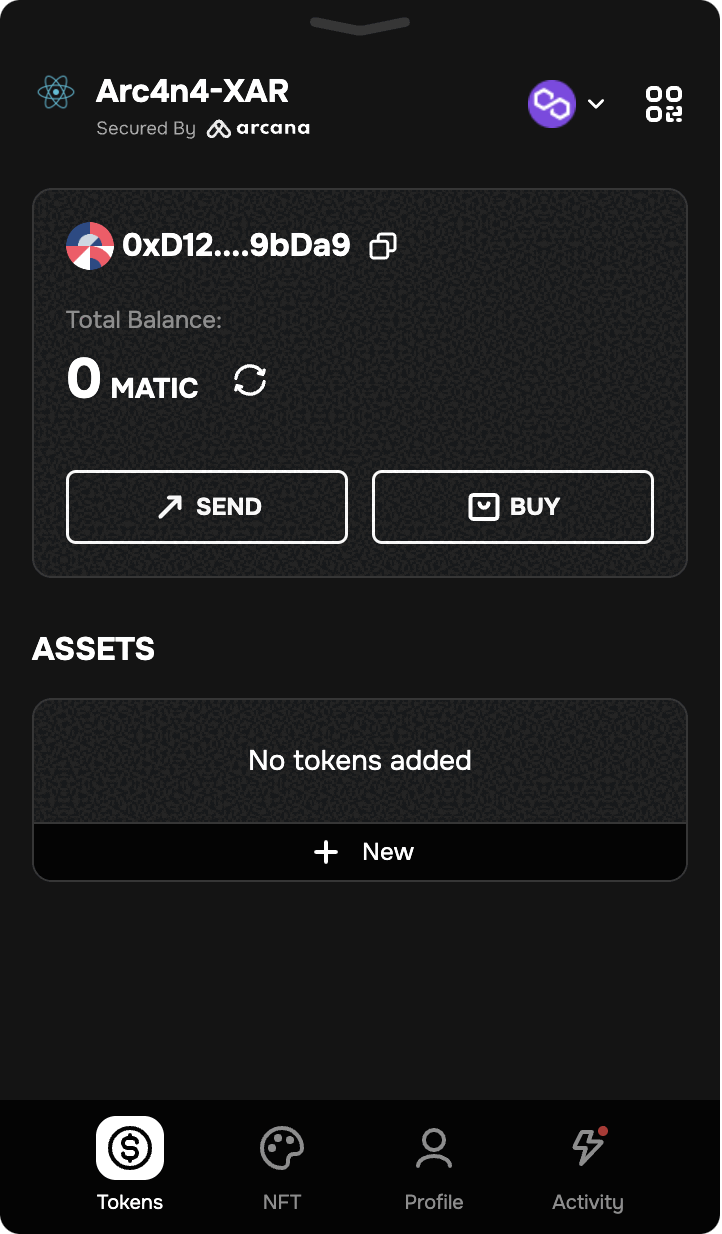 Arc4n4-XAR
Secured By arcana
0xD12....9bDa9
Total Balance:
0 MATIC
SEND
BUY
ASSETS
No tokens added
New
Tokens
NFT
Profile
Activity